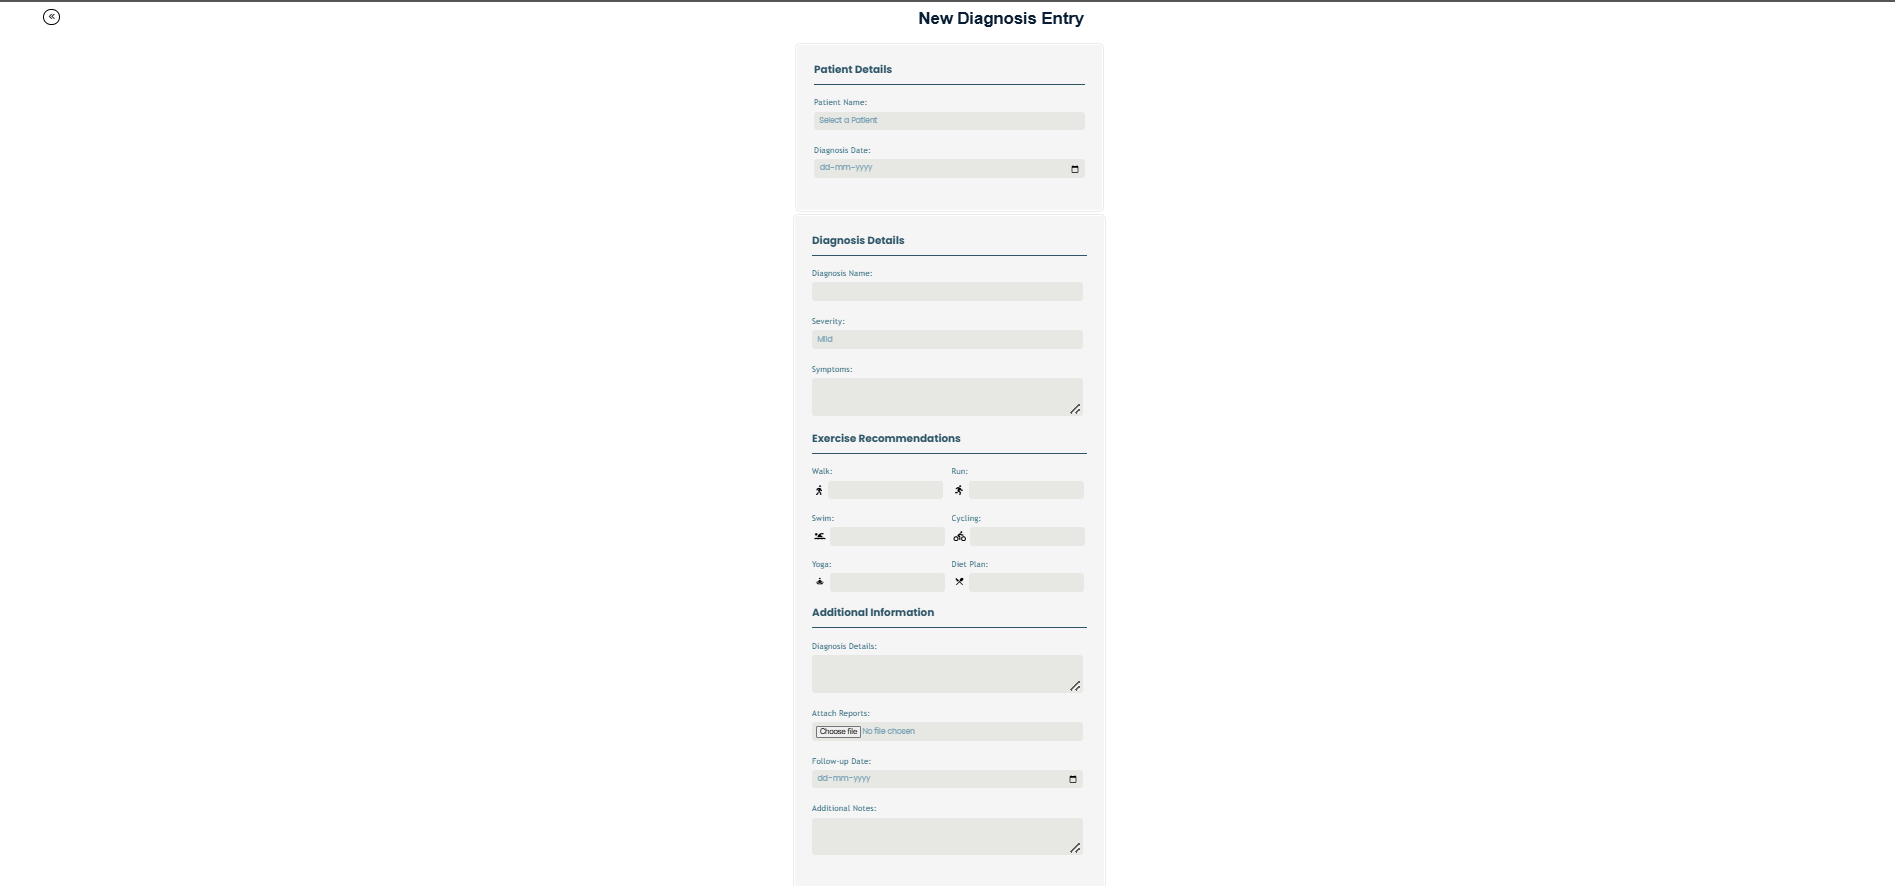 New Diagnosis Entry
Patient Details
Patient Name:
Select a Patient
Diagnosis Date:
dd-mm-yyyy
Diagnosis Details
Diagnosis Name:
Severity:
Mild
Symptoms:
Exercise Recommendations
Walk: Run:
Swim: Cycling:
Yoga: Diet Plan:
Additional Information
Diagnosis Details:
Attach Reports:
Choose file No file chosen
Follow-up Date:
dd-mm-yyyy
Additional Notes: